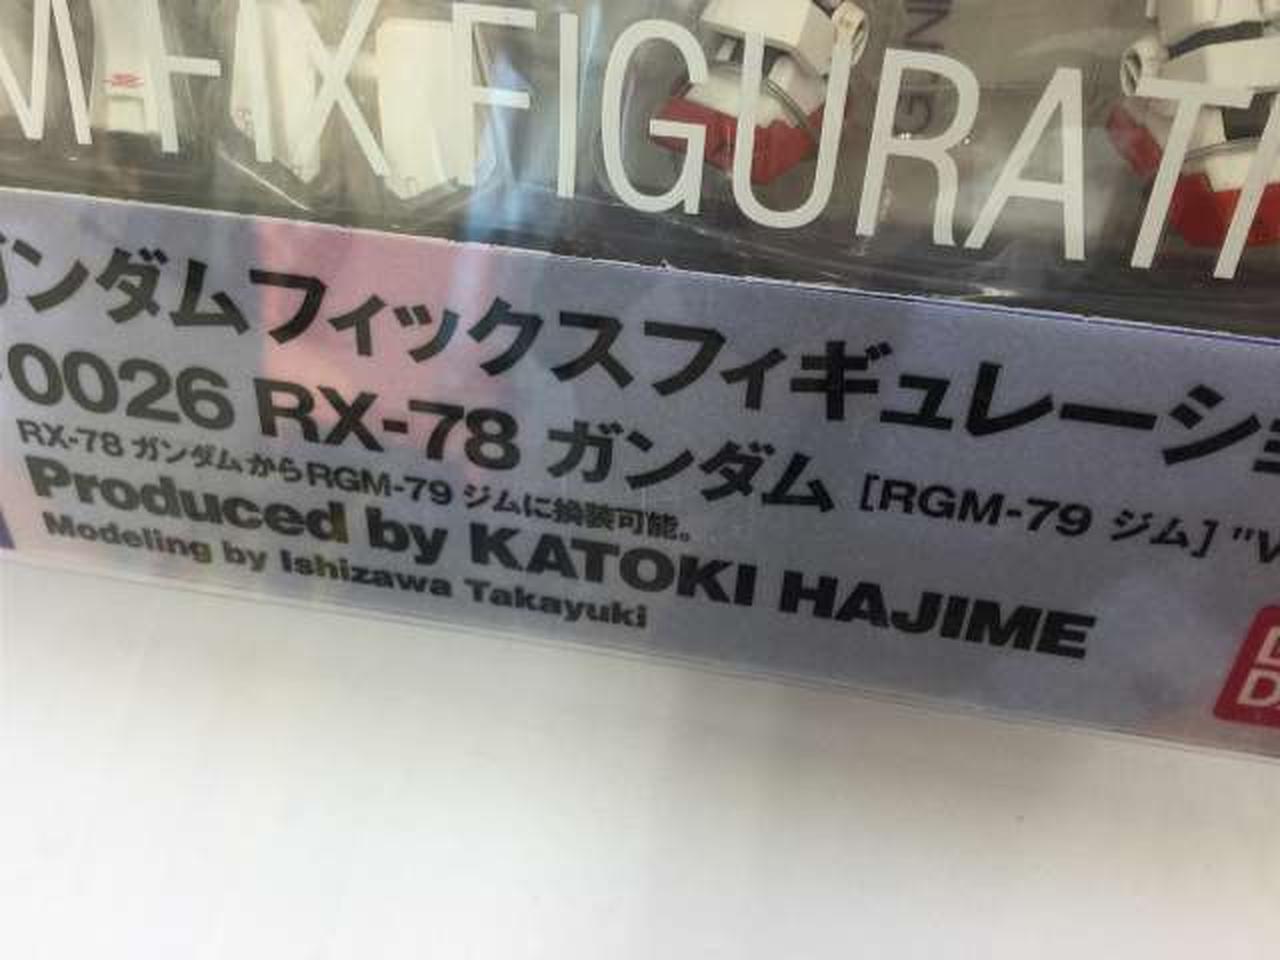 M FIX FIGURATI
ガンダムフィックスフィギュレーショ
0026 RX-78 ガンダム [RGM-79 ジム] "V
RX-78 ガンダムからRGM-79 ジムに換装可能。
Produced by KATOKI HAJIME
Modeling by Ishizawa Takayuki